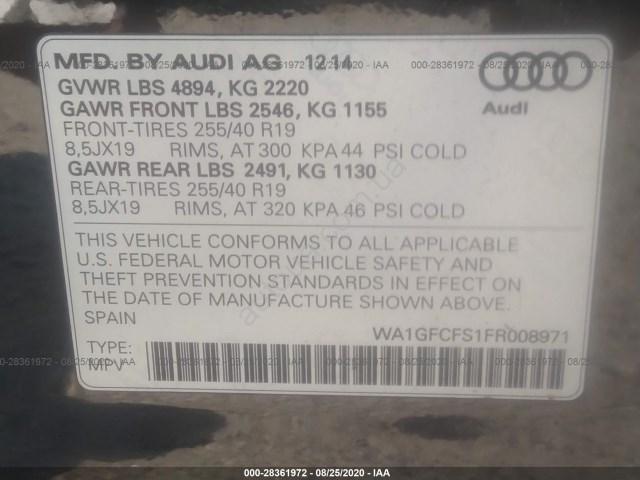 MFD. BY AUDI AG 12.14
GVWR LBS 4894, KG 2220
GAWR FRONT LBS 2546, KG 1155
Audi
FRONT-TIRES 255/40 R19
8,5JX19 RIMS, AT 300 KPA 44 PSI COLD
GAWR REAR LBS 2491, KG 1130
REAR-TIRES 255/40 R19
8,5JX19 RIMS, AT 320 KPA 46 PSI COLD
THIS VEHICLE CONFORMS TO ALL APPLICABLE
U.S. FEDERAL MOTOR VEHICLE SAFETY AND
THEFT PREVENTION STANDARDS IN EFFECT ON
THE DATE OF MANUFACTURE SHOWN ABOVE.
SPAIN
WA1GFCFS1FR008971
TYPE:
MPV
000-28361972 — 08/25/2020 — IAA